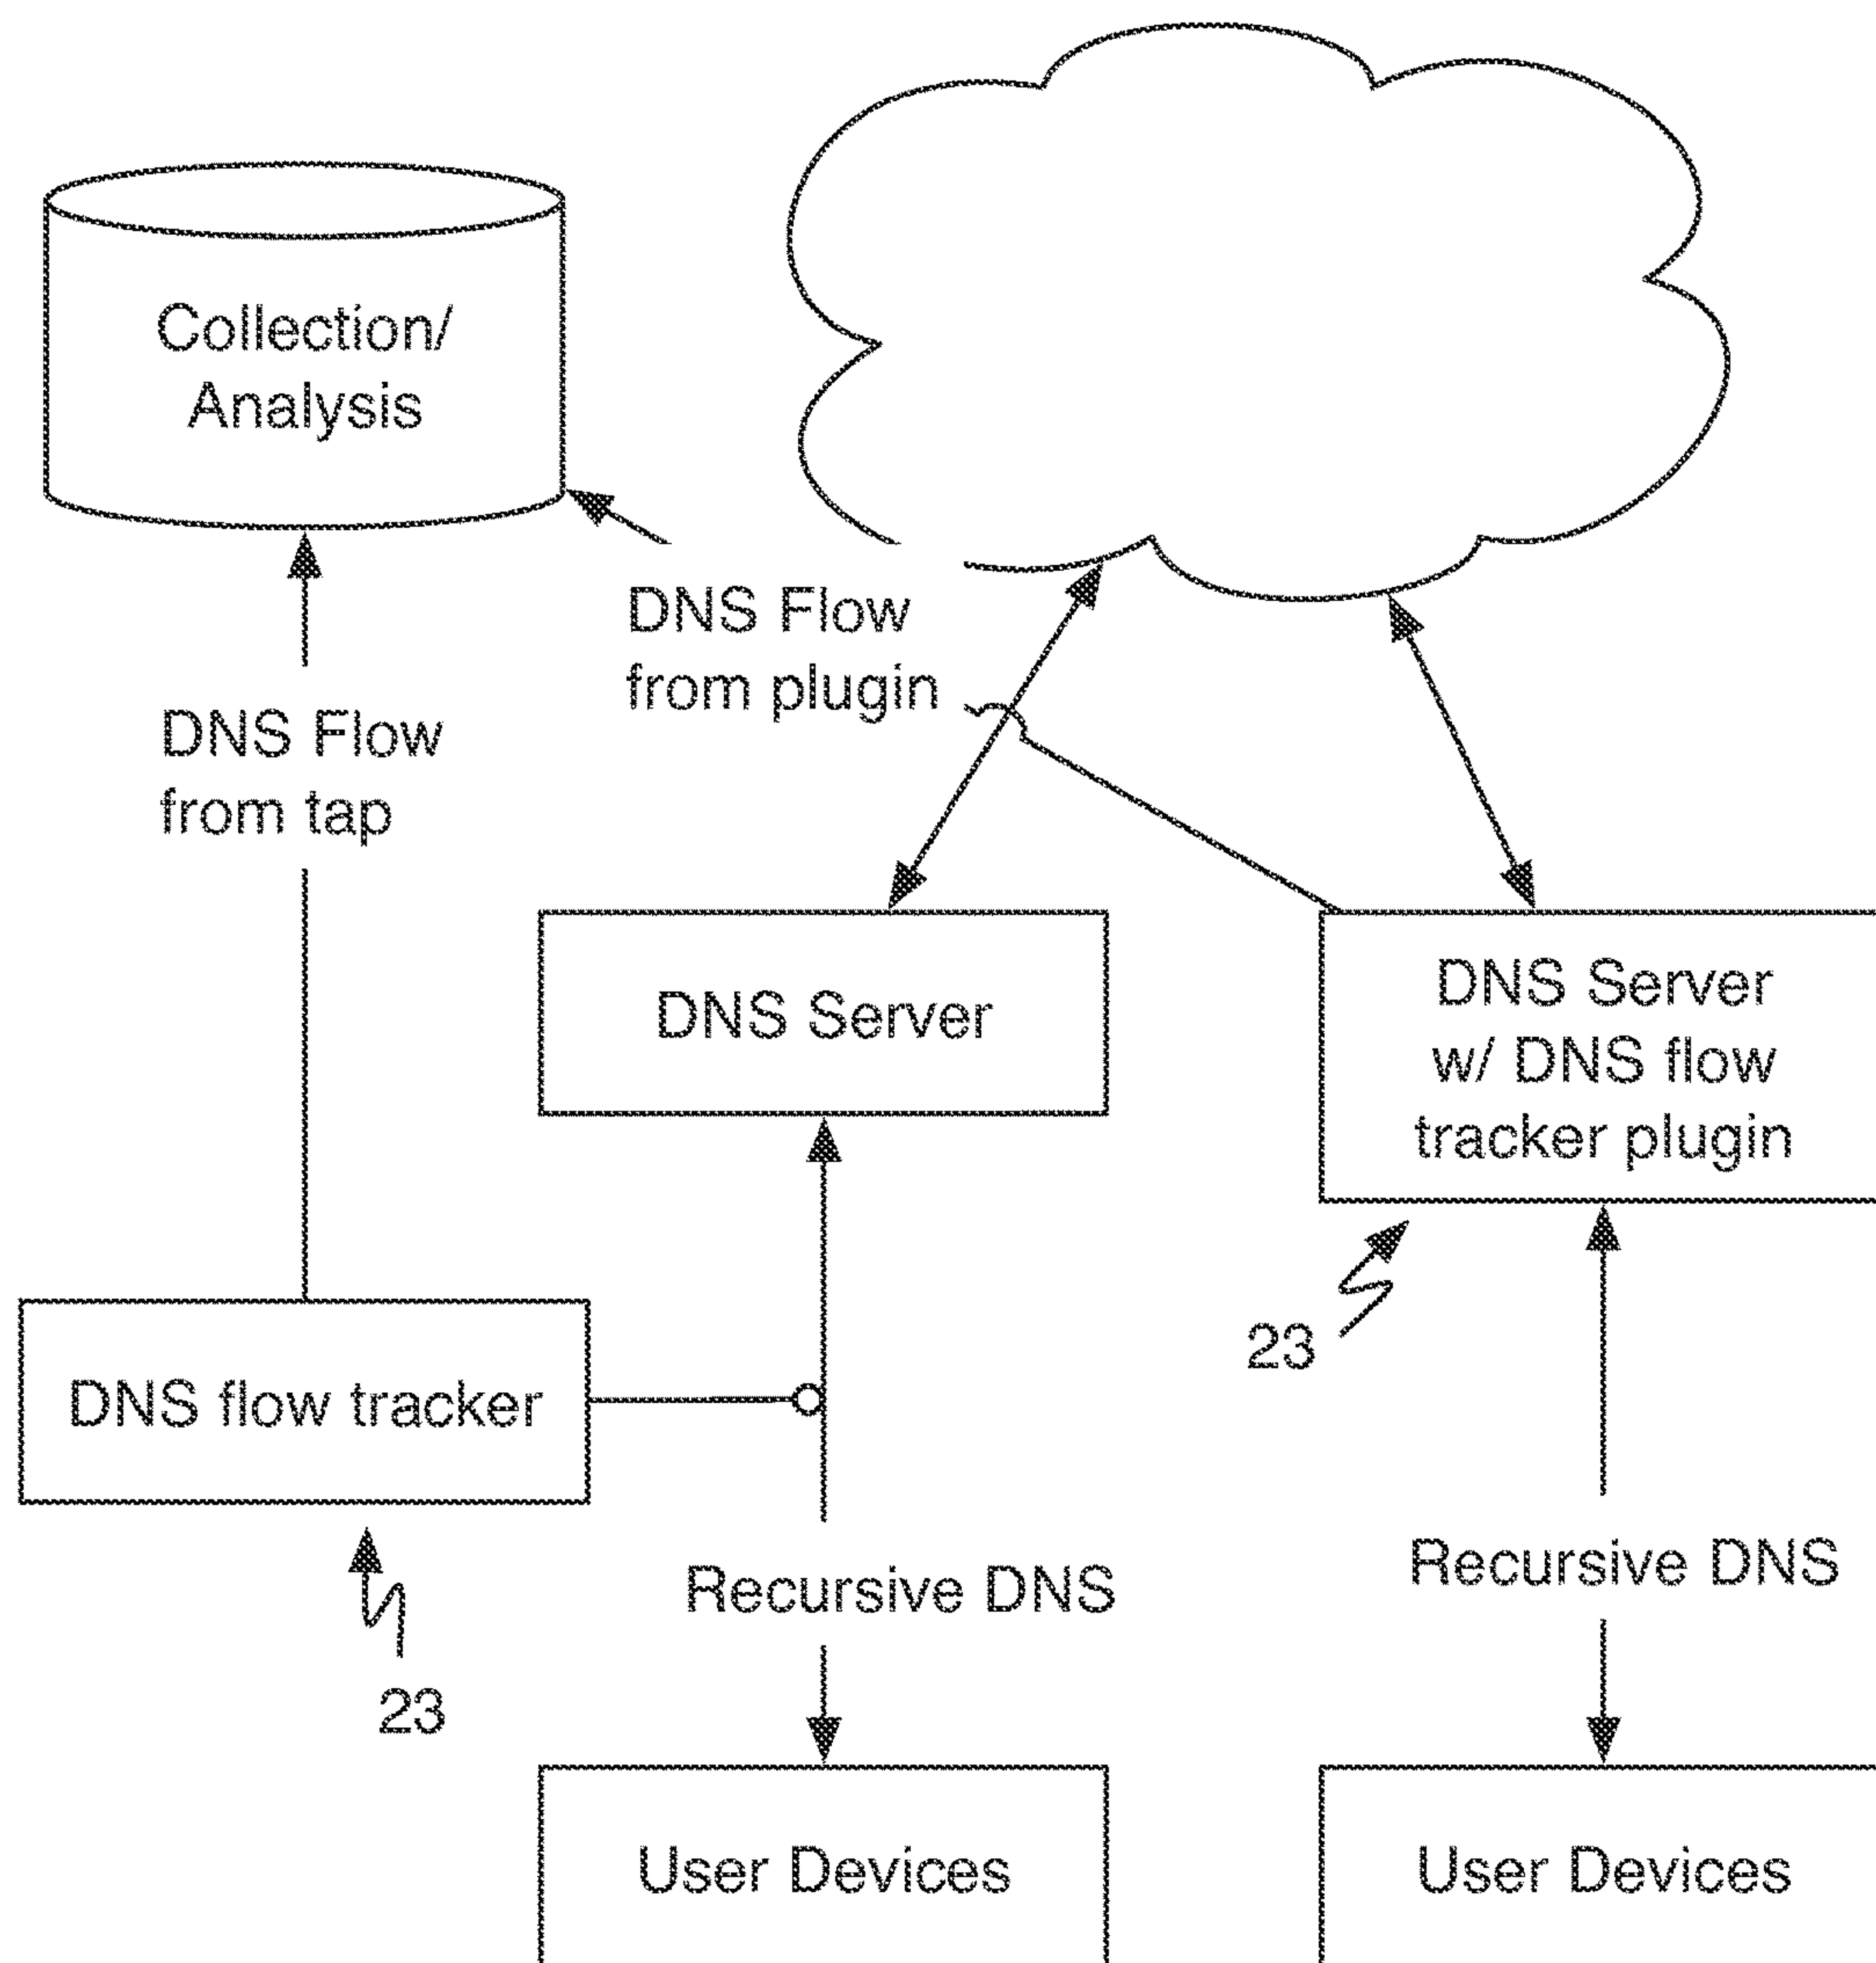 Collection/
Analysis
DNS Flow
from plugin
DNS Flow
from tap
DNS Server
DNS Server
w/ DNS flow
tracker plugin
23
DNS flow tracker
Recursive DNS
Recursive DNS
23
User Devices
User Devices